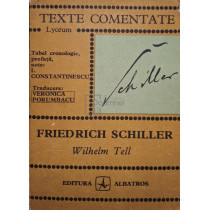 TEXTE COMENTATE
Lyceum
Tabel cronologic,
prefață,
note:
I.
CONSTANTINESCU
Traducere:
VERONICA
PORUMBACU
Schiller
FRIEDRICH SCHILLER
Wilhelm Tell
EDITURA ALBATROS